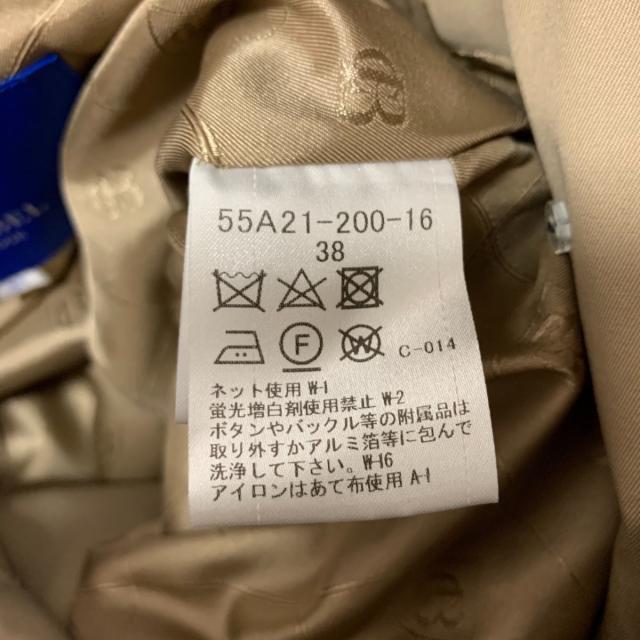 55A21-200-16
38
F
W
C-014
ネット使用 W-1
蛍光増白剤使用禁止 W-2
ボタンやバックル等の附属品は
取り外すかアルミ箔等に包んで
洗浄して下さい。W-16
アイロンはあて布使用 A-1